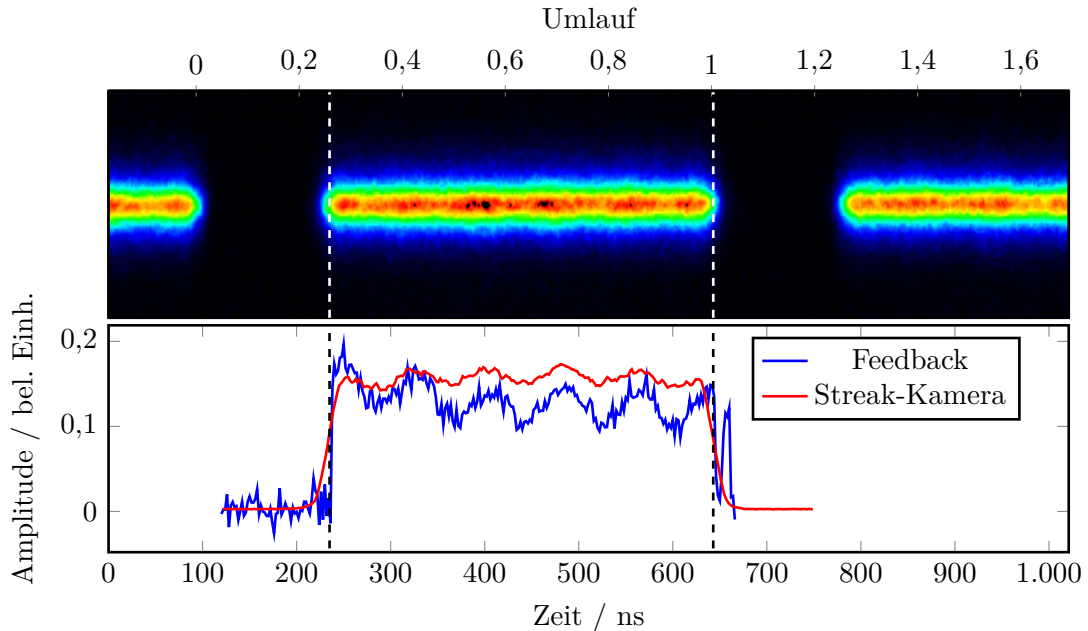 Umlauf
0 0,2 0,4 0,6 0,8 1 1,2 1,4 1,6
Amplitude / bel. Einh.
0,2
0,1
0
Feedback
Streak-Kamera
0 100 200 300 400 500 600 700 800 900 1.000
Zeit / ns